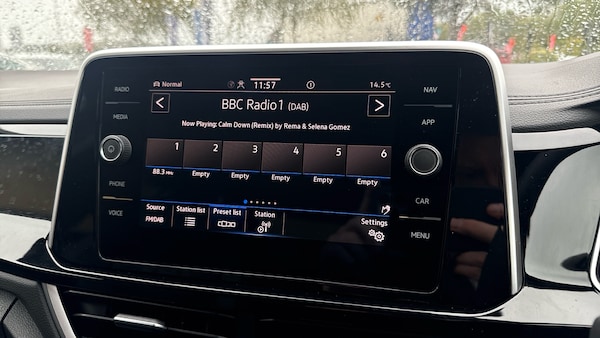 RADIO
MEDIA
PHONE
VOICE
Normal
11:57
14.5°C
< BBC Radio 1 (DAB) >
Now Playing: Calm Down (Remix) by Rema & Selena Gomez
1 2 3 4 5 6
88.3 MHz Empty Empty Empty Empty Empty
Source Station list Preset list Station Settings
FM/DAB
NAV
APP
CAR
MENU